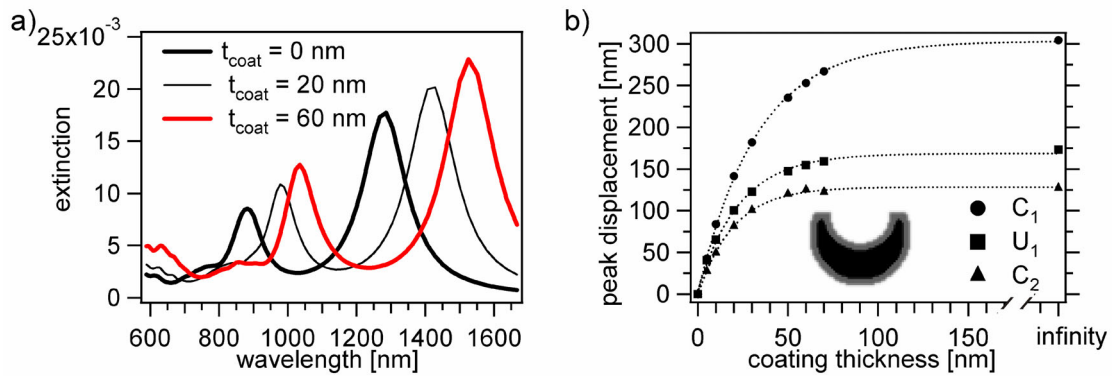 a)
25x10⁻³
20
15
10
5
0
extinction
t_coat = 0 nm
t_coat = 20 nm
t_coat = 60 nm
600 800 1000 1200 1400 1600
wavelength [nm]
b)
300
250
200
150
100
50
0
peak displacement [nm]
C₁
U₁
C₂
0 50 100 150 infinity
coating thickness [nm]